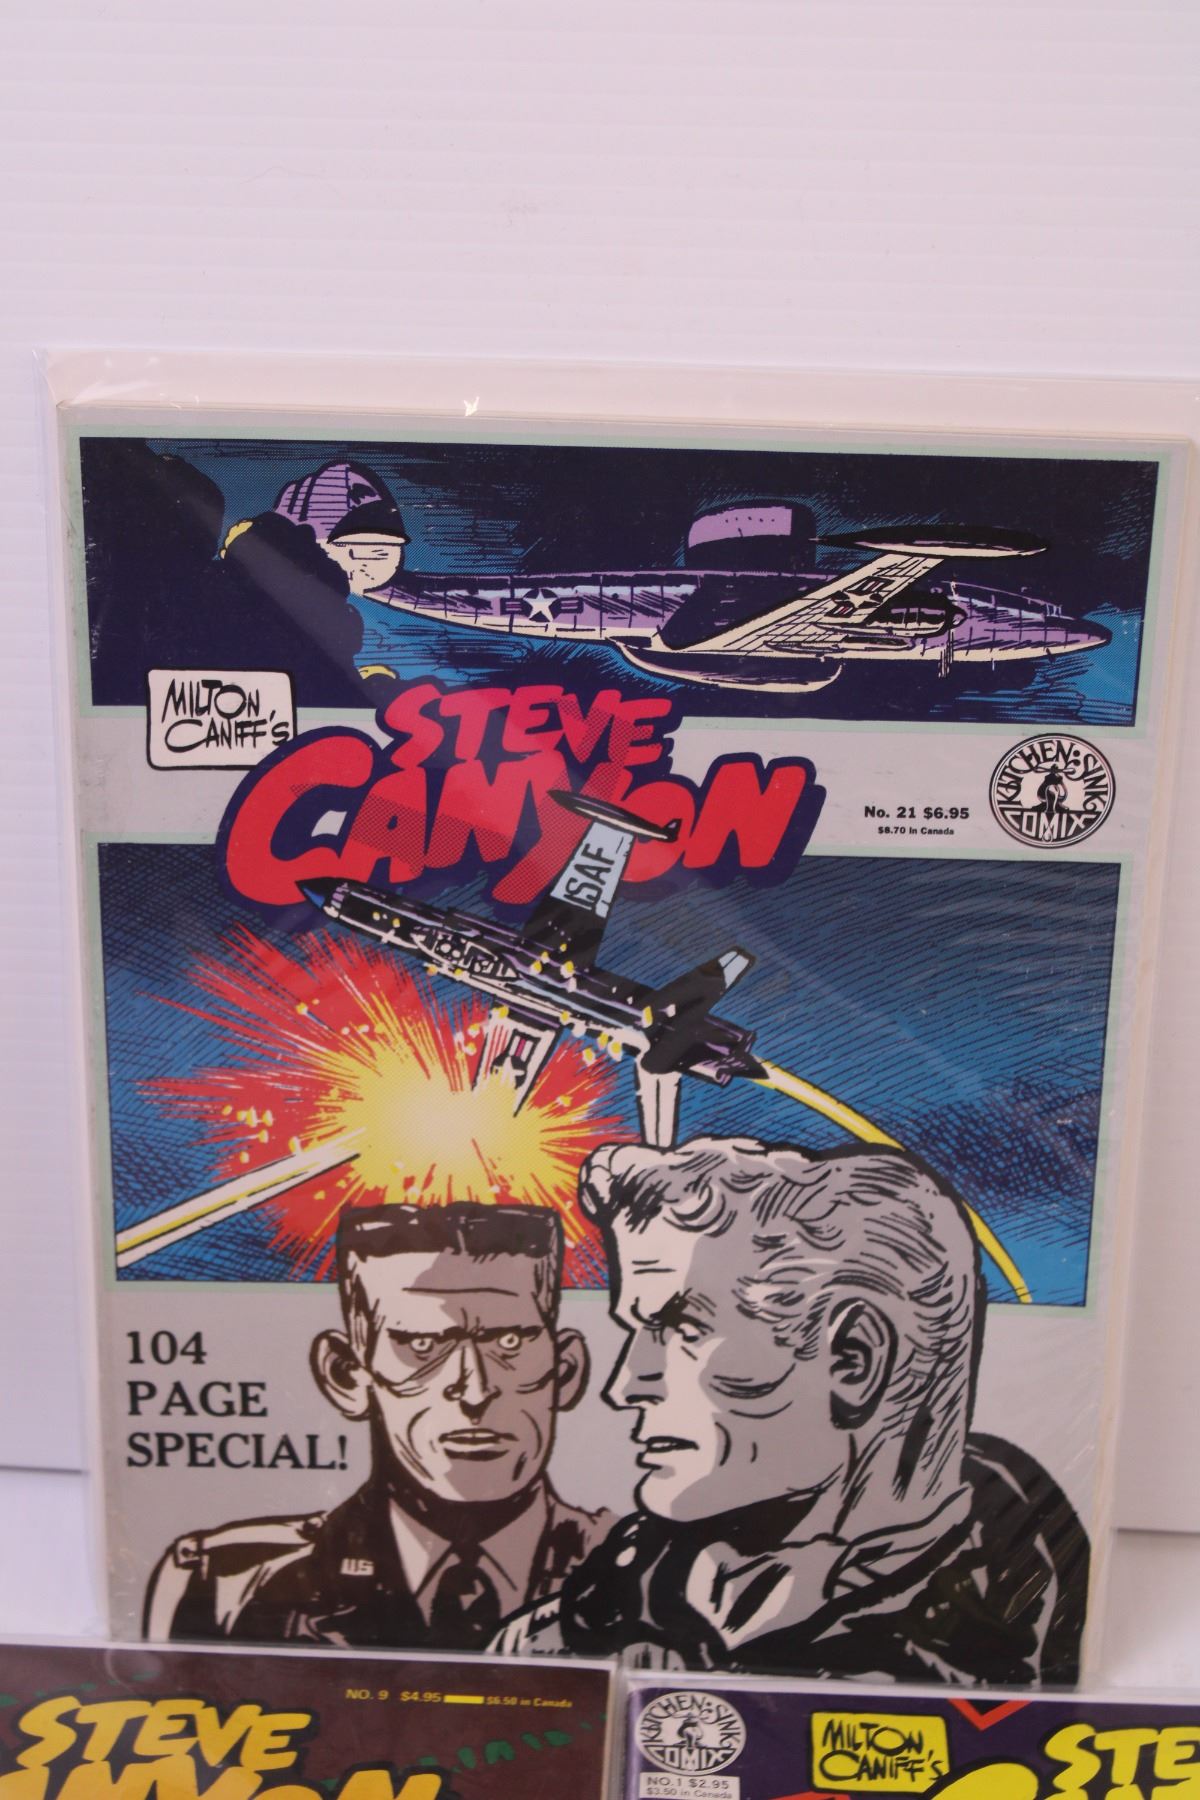 MILTON
CANIFF'S
STEVE
CANYON
No. 21 $6.95
$8.70 in Canada
KITCHEN SINK
COMIX
USAF
104
PAGE
SPECIAL!
US
STEVE
CANYON
NO. 9 $4.95
$6.50 in Canada
KITCHEN SINK
COMIX
NO. 1 $2.95
$3.50 in Canada
MILTON
CANIFF'S
STE